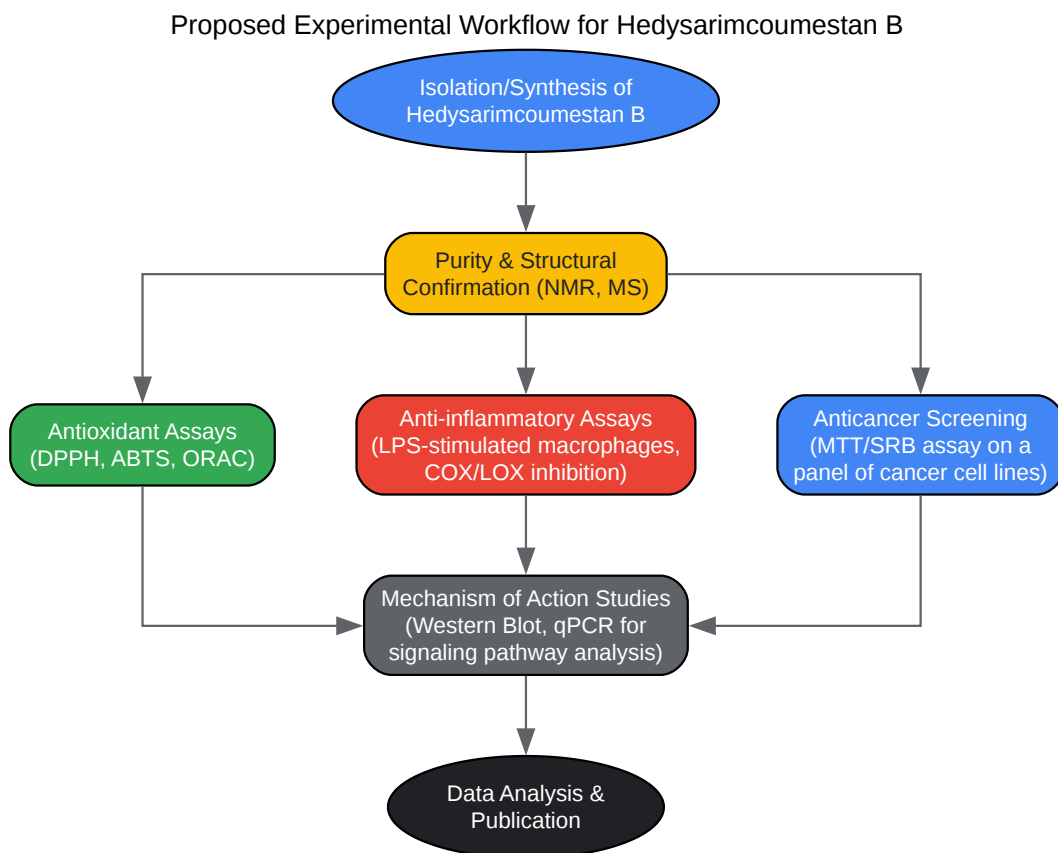 Proposed Experimental Workflow for Hedysarimcoumestan B
Isolation/Synthesis of
Hedysarimcoumestan B
Purity & Structural
Confirmation (NMR, MS)
Antioxidant Assays
(DPPH, ABTS, ORAC)
Anti-inflammatory Assays
(LPS-stimulated macrophages,
COX/LOX inhibition)
Anticancer Screening
(MTT/SRB assay on a
panel of cancer cell lines)
Mechanism of Action Studies
(Western Blot, qPCR for
signaling pathway analysis)
Data Analysis &
Publication